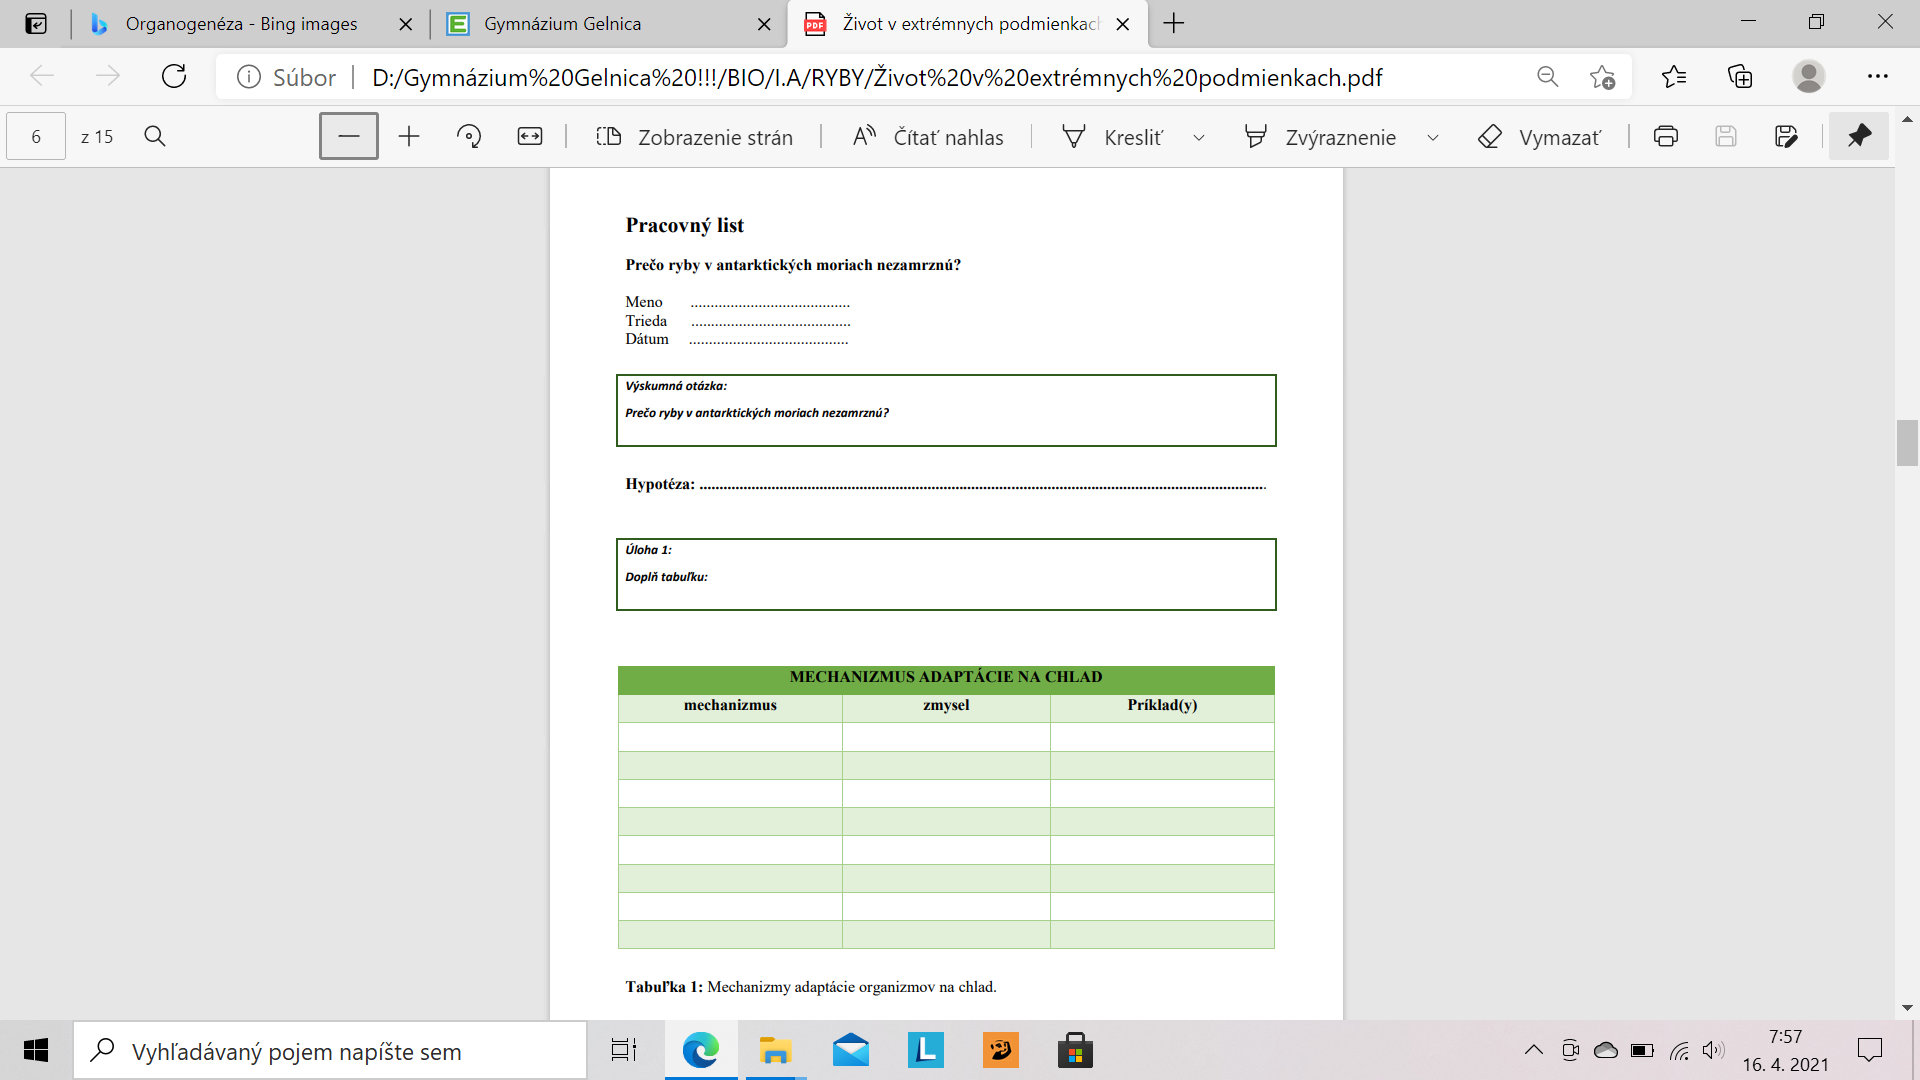 Organogenéza - Bing images
Gymnázium Gelnica
Život v extrémnych podmienkach
Súbor
D:/Gymnázium%20Gelnica%20!!!/BIO/I.A/RYBY/Život%20v%20extrémnych%20podmienkach.pdf
6 z 15
Zobrazenie strán
Čítať nahlas
Kresliť
Zvýraznenie
Vymazať
Pracovný list
Prečo ryby v antarktických moriach nezamrznú?
Meno ........................................
Trieda ........................................
Dátum ........................................
Výskumná otázka:
Prečo ryby v antarktických moriach nezamrznú?
Hypotéza: ..............................................................................................................................................
Úloha 1:
Doplň tabuľku:
MECHANIZMUS ADAPTÁCIE NA CHLAD
mechanizmus zmysel Príklad(y)
Tabuľka 1: Mechanizmy adaptácie organizmov na chlad.
Vyhľadávaný pojem napíšte sem
7:57
16. 4. 2021